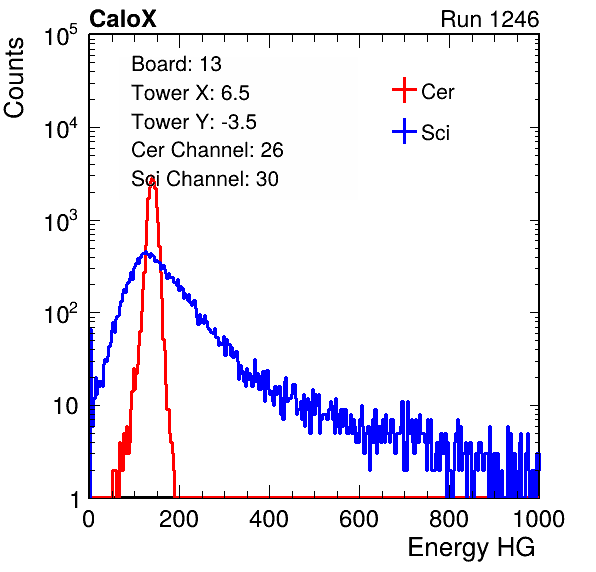 CaloX Run 1246
Counts
10^5
10^4
10^3
10^2
10
1
Board: 13
Tower X: 6.5
Tower Y: -3.5
Cer Channel: 26
Sci Channel: 30
Cer
Sci
0 200 400 600 800 1000
Energy HG